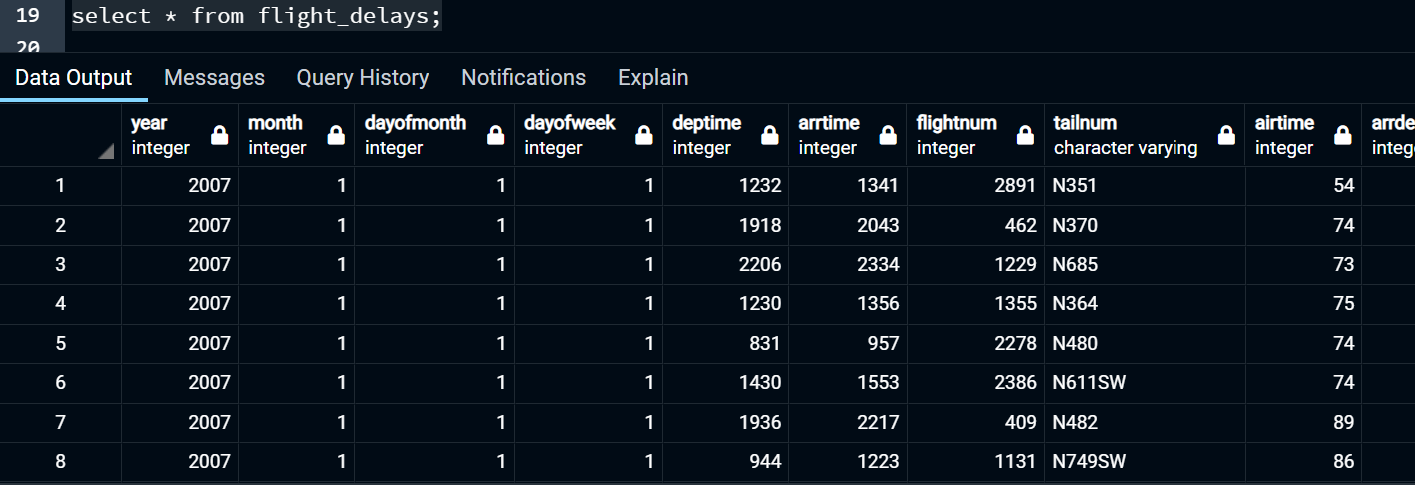 19 select * from flight_delays;
20
Data Output Messages Query History Notifications Explain
year month dayofmonth dayofweek deptime arrtime flightnum tailnum airtime arrde
integer integer integer integer integer integer integer character varying integer integ
1 2007 1 1 1 1232 1341 2891 N351 54
2 2007 1 1 1 1918 2043 462 N370 74
3 2007 1 1 1 2206 2334 1229 N685 73
4 2007 1 1 1 1230 1356 1355 N364 75
5 2007 1 1 1 831 957 2278 N480 74
6 2007 1 1 1 1430 1553 2386 N611SW 74
7 2007 1 1 1 1936 2217 409 N482 89
8 2007 1 1 1 944 1223 1131 N749SW 86